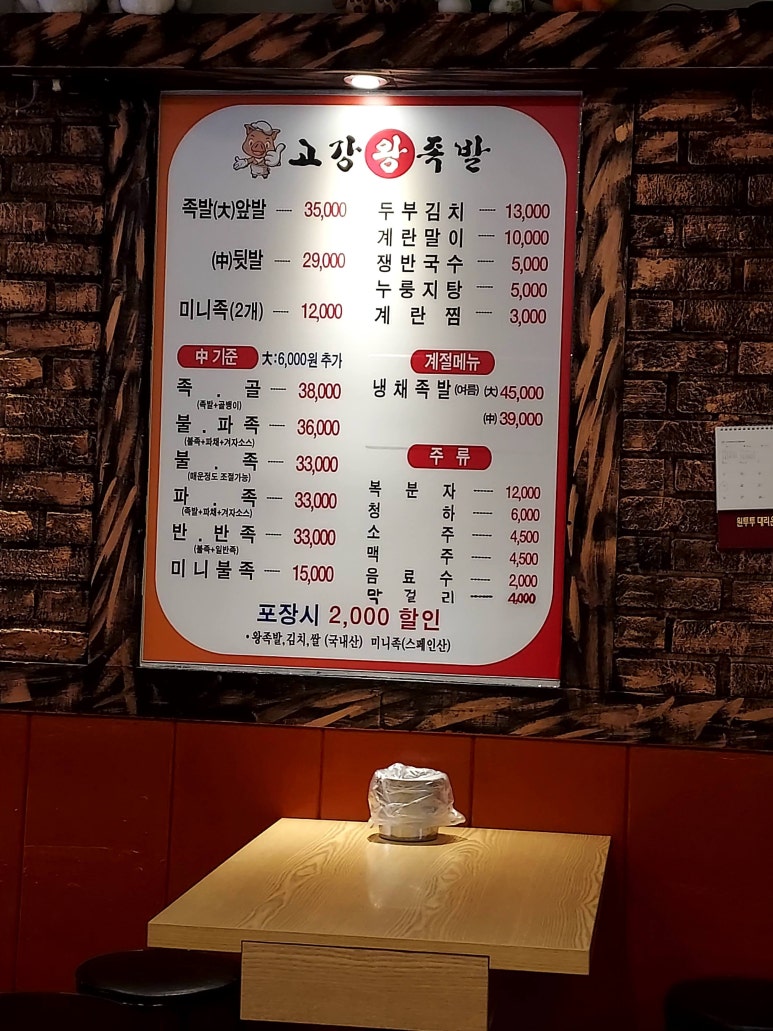 고장왕족발
족발(大)앞발 ---- 35,000
(中)뒷발 ---- 29,000
미니족(2개) --- 12,000
두부김치 ---- 13,000
계란말이 ---- 10,000
쟁반국수 ---- 5,000
누룽지탕 ---- 5,000
계란찜 ---- 3,000
中 기준 大:6,000원 추가
족.골 ---- 38,000
(족발+골뱅이)
불.파족 ---- 36,000
(불족+파채+겨자소스)
불.족 ---- 33,000
(매운정도 조절가능)
파.족 ---- 33,000
(족발+파채+겨자소스)
반.반족 ---- 33,000
(불족+일반족)
미니불족 ---- 15,000
계절메뉴
냉채족발(여름) (大)45,000
(中)39,000
주 류
복분자 ---- 12,000
청하 ---- 6,000
소주 ---- 4,500
맥주 ---- 4,500
음료수 ---- 2,000
막걸리 ---- 4,000
포장시 2,000 할인
•왕족발,김치,쌀 (국내산) 미니족(스페인산)
원투투 대리운